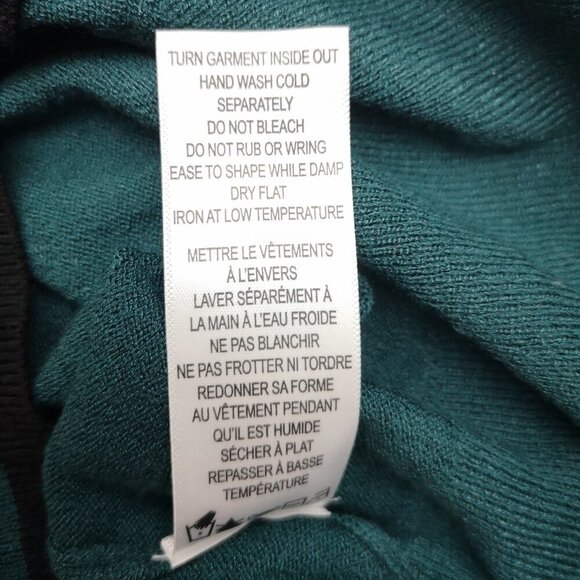 TURN GARMENT INSIDE OUT
HAND WASH COLD
SEPARATELY
DO NOT BLEACH
DO NOT RUB OR WRING
EASE TO SHAPE WHILE DAMP
DRY FLAT
IRON AT LOW TEMPERATURE
METTRE LE VÊTEMENTS
À L'ENVERS
LAVER SÉPARÉMENT À
LA MAIN À L'EAU FROIDE
NE PAS BLANCHIR
NE PAS FROTTER NI TORDRE
REDONNER SA FORME
AU VÊTEMENT PENDANT
QU'IL EST HUMIDE
SÉCHER À PLAT
REPASSER À BASSE
TEMPÉRATURE